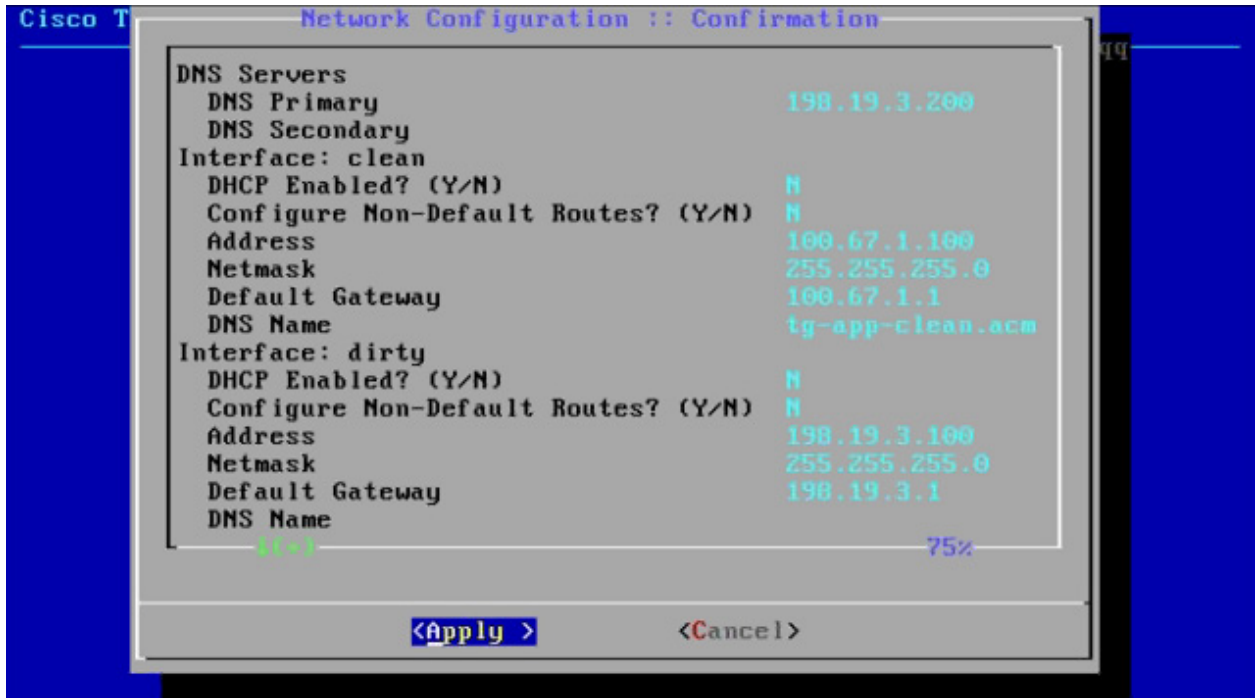 Cisco T
Network Configuration :: Confirmation
qq
DNS Servers
DNS Primary 198.19.3.200
DNS Secondary
Interface: clean
DHCP Enabled? (Y/N) N
Configure Non-Default Routes? (Y/N) N
Address 100.67.1.100
Netmask 255.255.255.0
Default Gateway 100.67.1.1
DNS Name tg-app-clean.acm
Interface: dirty
DHCP Enabled? (Y/N) N
Configure Non-Default Routes? (Y/N) N
Address 198.19.3.100
Netmask 255.255.255.0
Default Gateway 198.19.3.1
DNS Name
↓(+) 75%
<Apply > <Cancel>